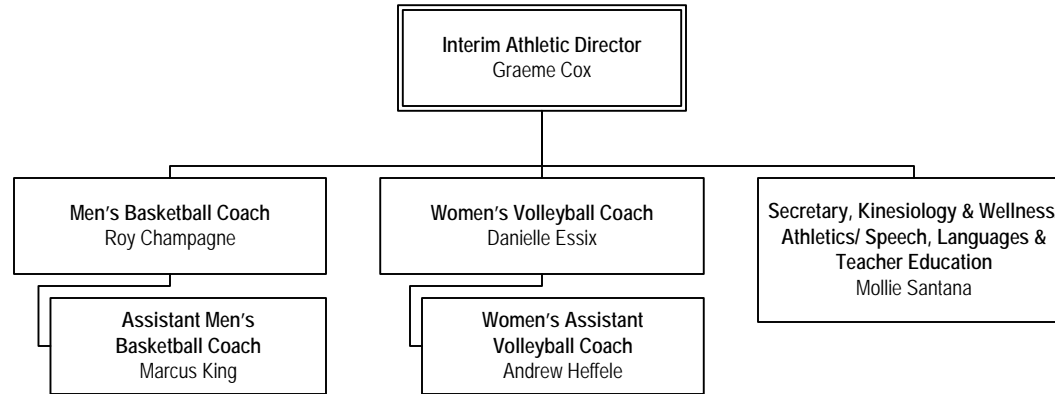 Interim Athletic Director
Graeme Cox
Men's Basketball Coach
Roy Champagne
Women's Volleyball Coach
Danielle Essix
Secretary, Kinesiology & Wellness
Athletics/ Speech, Languages &
Teacher Education
Mollie Santana
Assistant Men's
Basketball Coach
Marcus King
Women's Assistant
Volleyball Coach
Andrew Heffele